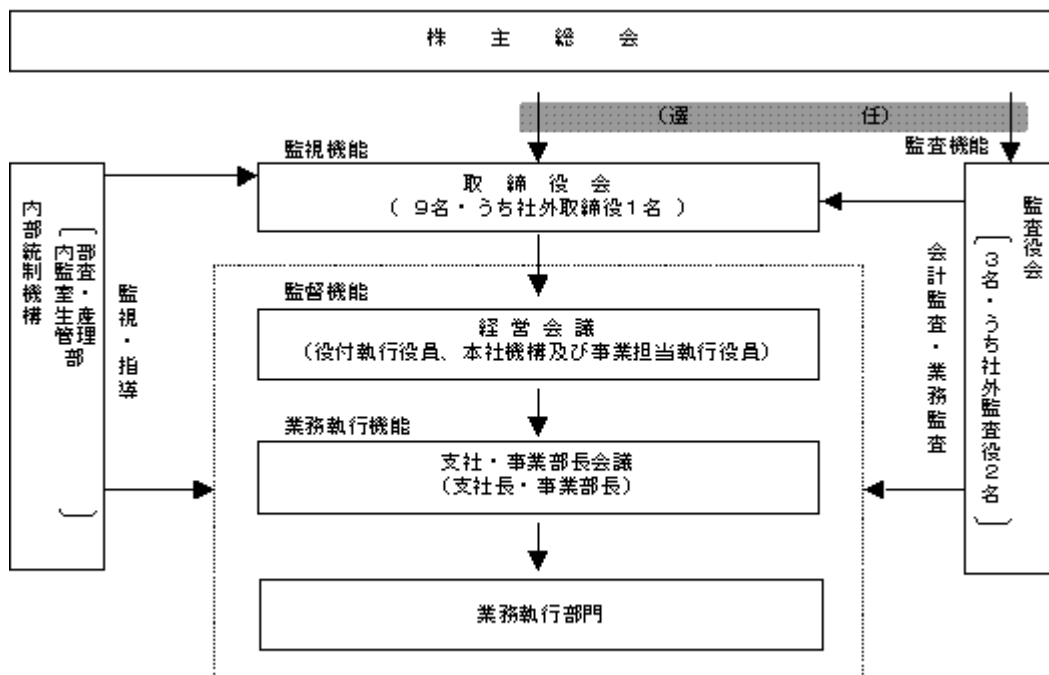 株主総会
(選任)
監視機能
監査機能
取締役会
( 9名・うち社外取締役1名 )
内部統制機構
内部監査室・生産管理部
監視・指導
監査役会
3名・うち社外監査役2名
会計監査・業務監査
監督機能
経営会議
(役付執行役員、本社機構及び事業担当執行役員)
業務執行機能
支社・事業部長会議
(支社長・事業部長)
業務執行部門